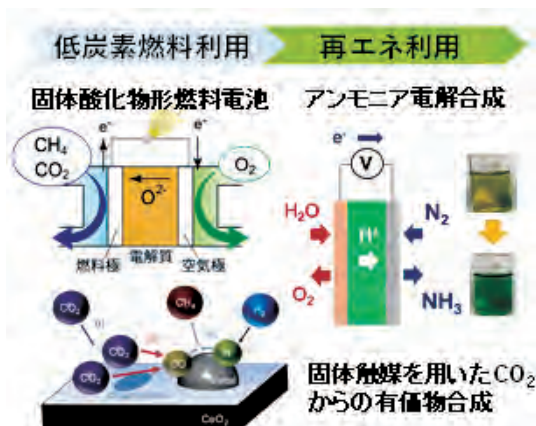 低炭素燃料利用
再エネ利用
固体酸化物形燃料電池
アンモニア電解合成
e⁻
e⁻
CH₄
CO₂
O²⁻
O₂
燃料極
電解質
空気極
e⁻
V
H₂O
H⁺
N₂
O₂
NH₃
CO₂
CO₂
CO₂
CH₄
H₂
CO
H
CeO₂
固体触媒を用いたCO₂
からの有価物合成